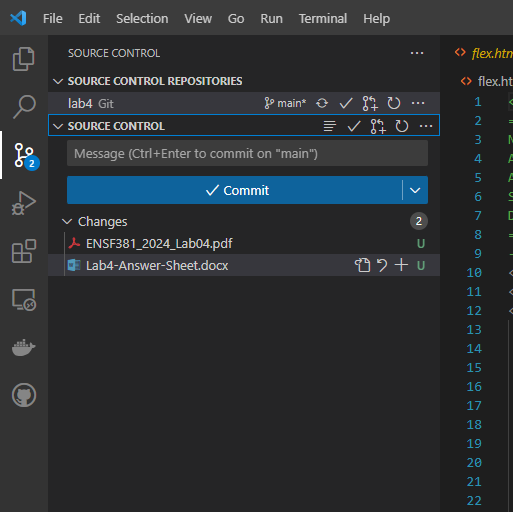 File Edit Selection View Go Run Terminal Help
SOURCE CONTROL
SOURCE CONTROL REPOSITORIES
lab4 Git main*
SOURCE CONTROL
Message (Ctrl+Enter to commit on "main")
Commit
Changes 2
ENSF381_2024_Lab04.pdf U
Lab4-Answer-Sheet.docx U
2
flex.htm
flex.ht
1 <
2 =
3
4 A
5 A
6 S
7
8 =
9 -
10 <
11 <
12 <
13
14
15
16
17
18
19
20
21
22